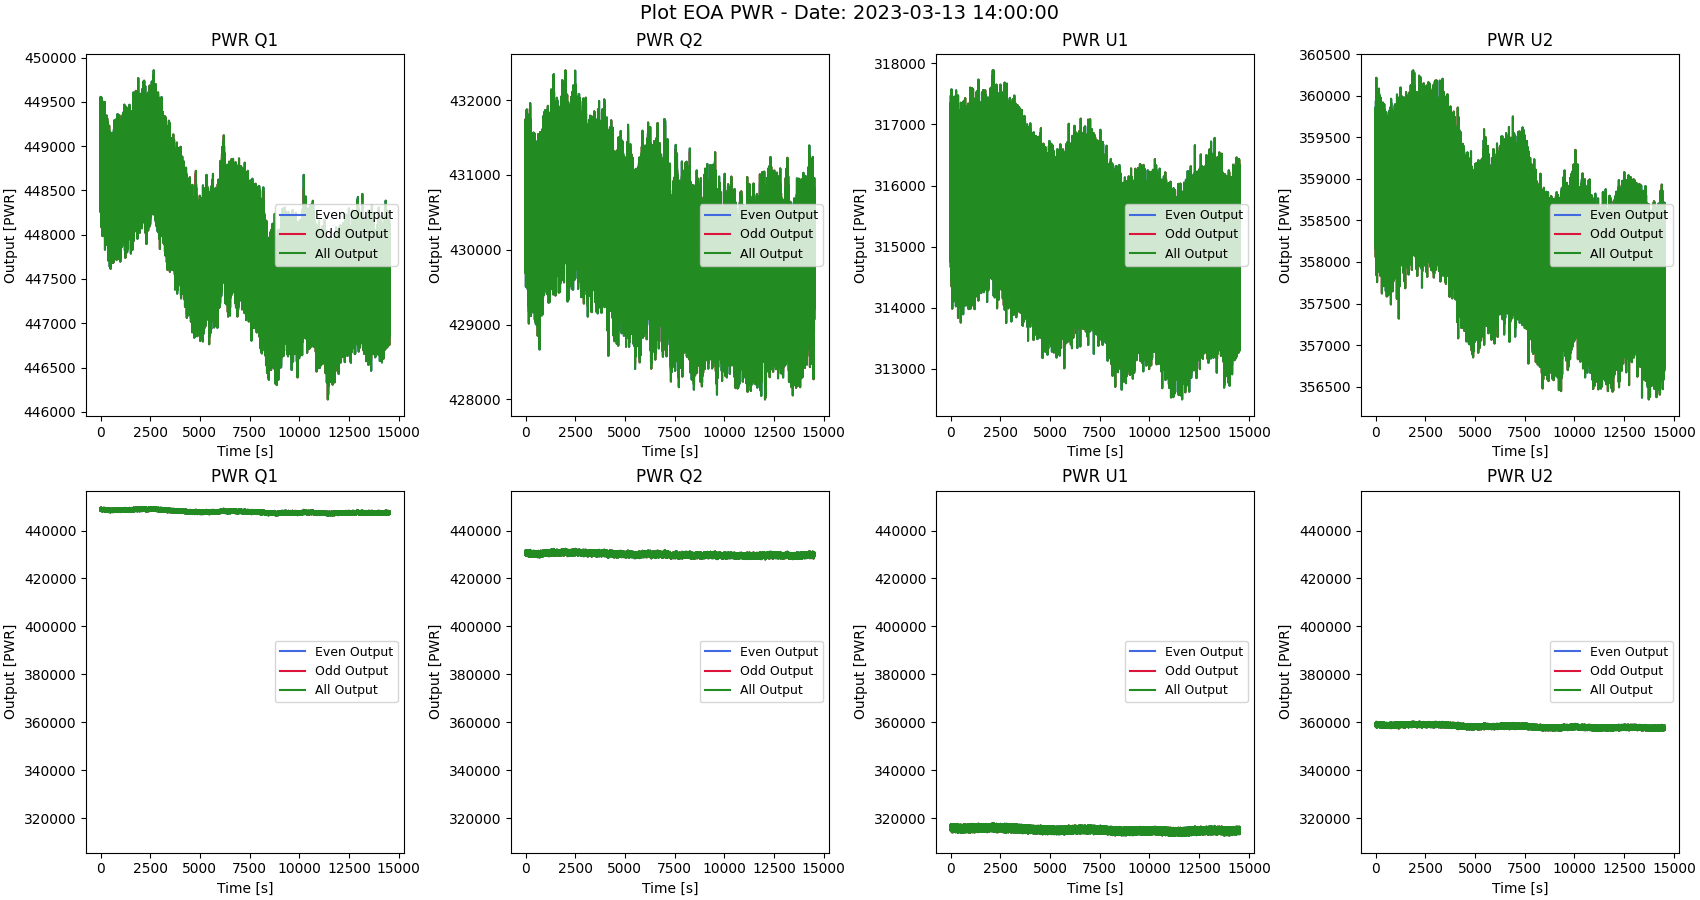 Plot EOA PWR - Date: 2023-03-13 14:00:00
PWR Q1
450000
449500
449000
448500
448000
447500
447000
446500
446000
Output [PWR]
Even Output
Odd Output
All Output
0 2500 5000 7500 10000 12500 15000
Time [s]
PWR Q2
432000
431000
430000
429000
428000
Output [PWR]
Even Output
Odd Output
All Output
0 2500 5000 7500 10000 12500 15000
Time [s]
PWR U1
318000
317000
316000
315000
314000
313000
Output [PWR]
Even Output
Odd Output
All Output
0 2500 5000 7500 10000 12500 15000
Time [s]
PWR U2
360500
360000
359500
359000
358500
358000
357500
357000
356500
Output [PWR]
Even Output
Odd Output
All Output
0 2500 5000 7500 10000 12500 15000
Time [s]
PWR Q1
440000
420000
400000
380000
360000
340000
320000
Output [PWR]
Even Output
Odd Output
All Output
0 2500 5000 7500 10000 12500 15000
Time [s]
PWR Q2
440000
420000
400000
380000
360000
340000
320000
Output [PWR]
Even Output
Odd Output
All Output
0 2500 5000 7500 10000 12500 15000
Time [s]
PWR U1
440000
420000
400000
380000
360000
340000
320000
Output [PWR]
Even Output
Odd Output
All Output
0 2500 5000 7500 10000 12500 15000
Time [s]
PWR U2
440000
420000
400000
380000
360000
340000
320000
Output [PWR]
Even Output
Odd Output
All Output
0 2500 5000 7500 10000 12500 15000
Time [s]